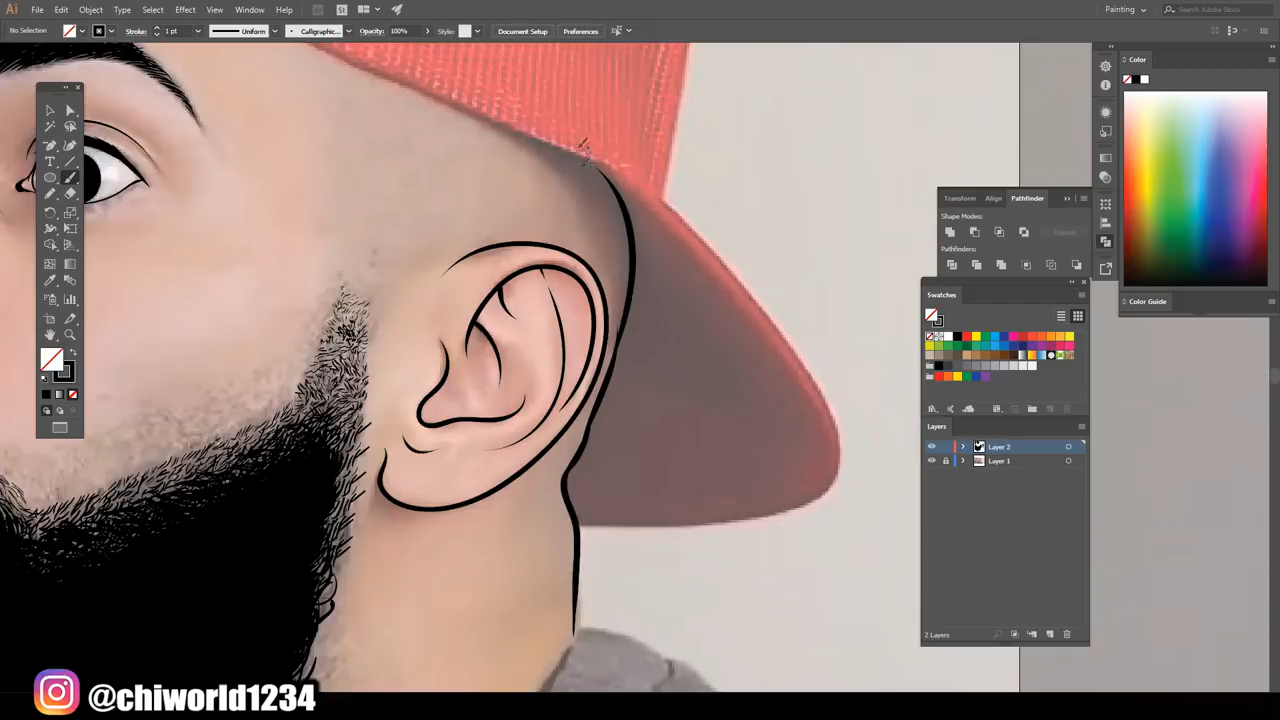 Ai File Edit Object Type Select Effect View Window Help Br St Painting Search Adobe Stock
No Selection Stroke: 1 pt Uniform Calligraphic... Opacity: 100% Style: Document Setup Preferences
Color
Transform Align Pathfinder
Shape Modes:
Expand
Pathfinders:
Swatches
Color Guide
Layers
Layer 2
Layer 1
2 Layers
@chiworld1234